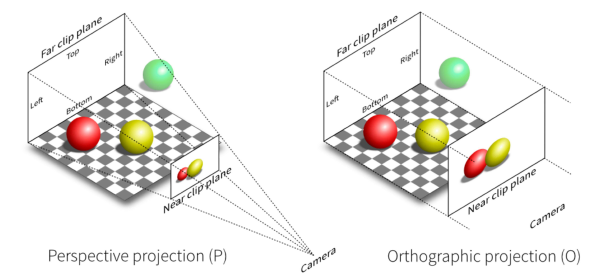 Far clip plane
Top
Right
Left
Bottom
Near clip plane
Camera
Perspective projection (P)
Far clip plane
Top
Right
Left
Bottom
Near clip plane
Camera
Orthographic projection (O)